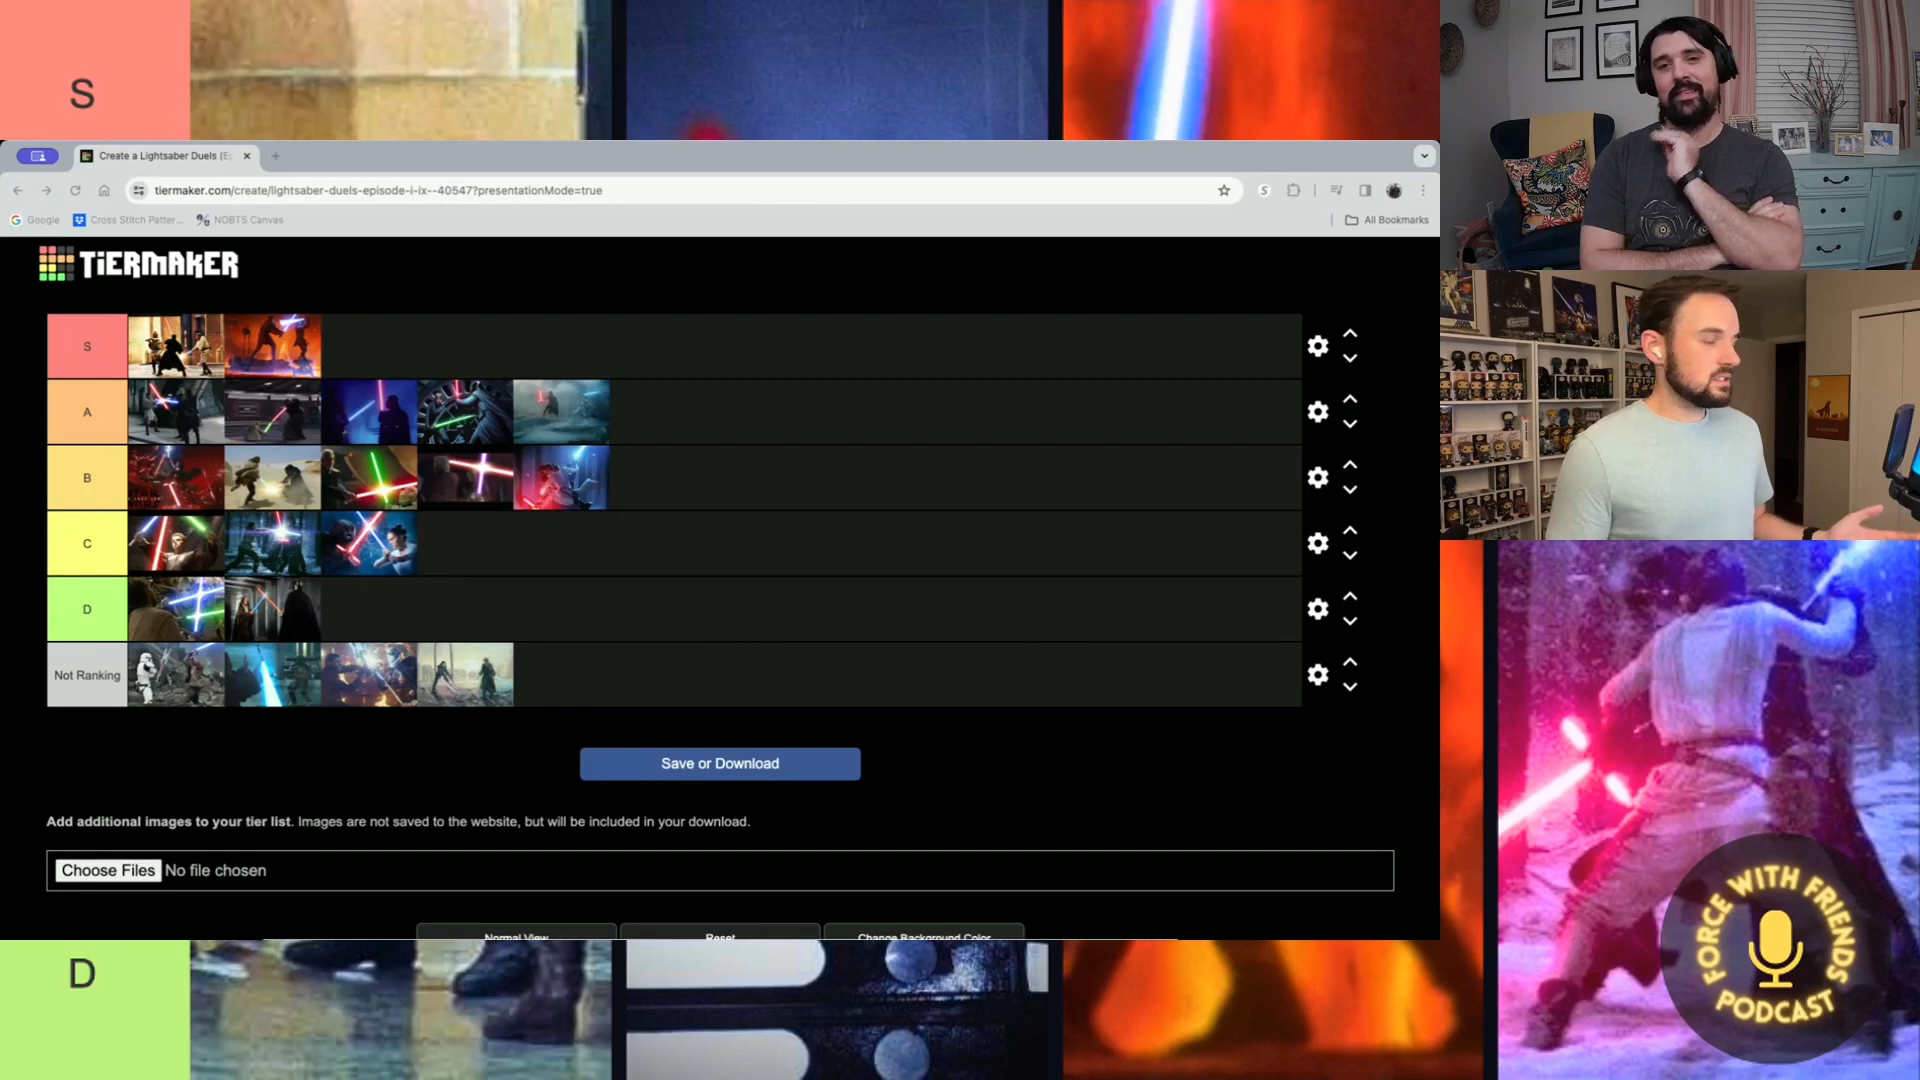 S
Create a Lightsaber Duels (E
tiermaker.com/create/lightsaber-duels-episode-i-ix--40547?presentationMode=true
Google
Cross Stitch Patter...
NOBTS Canvas
All Bookmarks
TiERMAKER
S
A
B
C
D
Not Ranking
Save or Download
Add additional images to your tier list. Images are not saved to the website, but will be included in your download.
Choose Files No file chosen
Normal View
Reset
Change Background Color
D
FORCE WITH FRIENDS
PODCAST